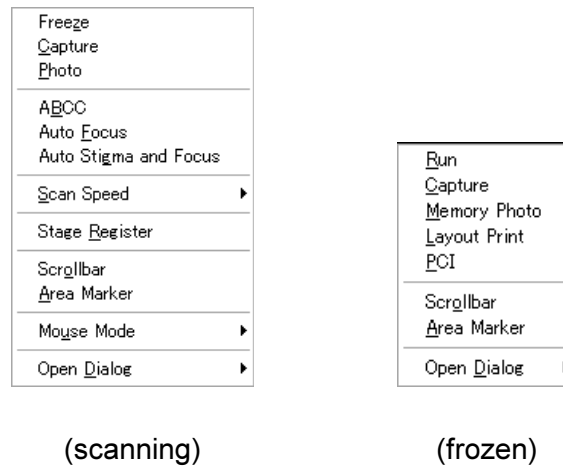 Freeze
Capture
Photo
ABCC
Auto Focus
Auto Stigma and Focus
Scan Speed
Stage Register
Scrollbar
Area Marker
Mouse Mode
Open Dialog
(scanning)
Run
Capture
Memory Photo
Layout Print
PCI
Scrollbar
Area Marker
Open Dialog
(frozen)